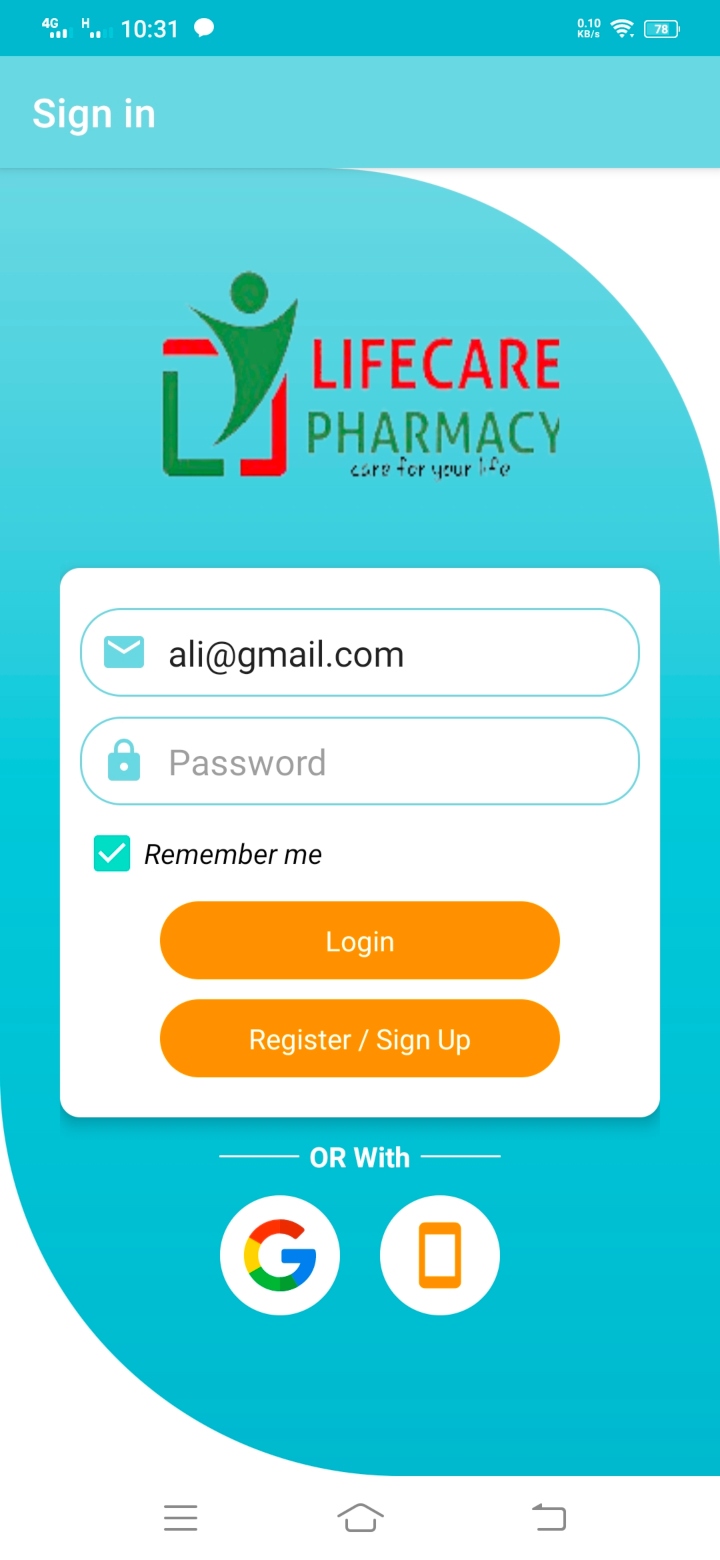 4G H 10:31 0.10 KB/s 78
Sign in
LIFECARE
PHARMACY
care for your life
ali@gmail.com
Password
Remember me
Login
Register / Sign Up
OR With